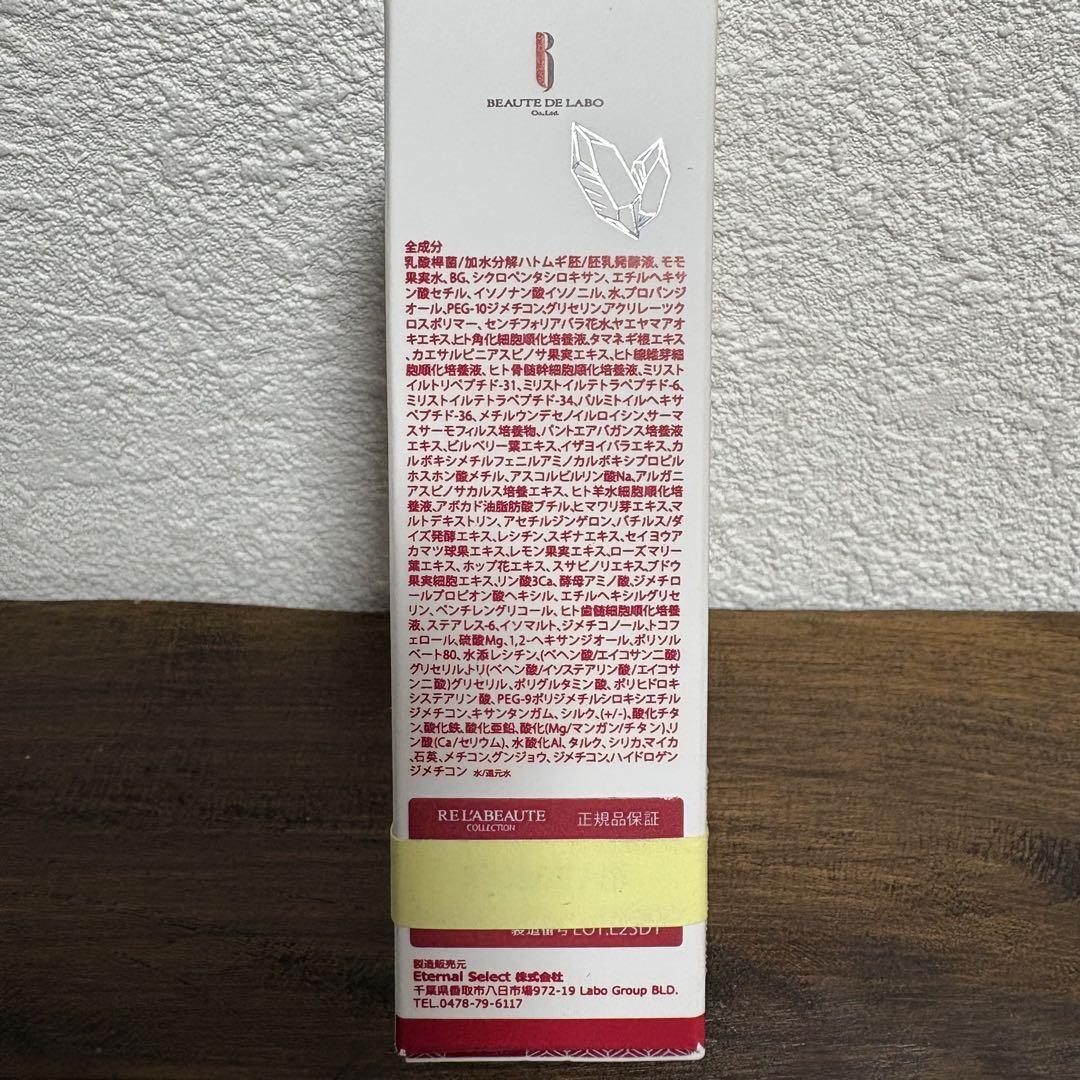 B
BEAUTE DE LABO
Co.,Ltd.
全成分
乳酸桿菌/加水分解ハトムギ胚/胚乳発酵液、モモ
果実水、BG、シクロペンタシロキサン、エチルヘキサ
ン酸セチル、イソノナン酸イソノニル、水、プロパンジ
オール、PEG-10ジメチコン,グリセリン,アクリレーツク
ロスポリマー、センチフォリアバラ花水,ヤエヤマアオ
キエキス,ヒト角化細胞順化培養液,タマネギ根エキス
、カエサルピニアスピノサ果実エキス、ヒト線維芽細
胞順化培養液、ヒト骨髄幹細胞順化培養液、ミリスト
イルトリペプチド-31、ミリストイルテトラペプチド-6、
ミリストイルテトラペプチド-34、パルミトイルヘキサ
ペプチド-36、メチルウンデセノイルロイシン、サーマ
スサーモフィルス培養物、パントエアバガンス培養液
エキス、ビルベリー葉エキス、イザヨイバラエキス、カ
ルボキシメチルフェニルアミノカルボキシプロピル
ホスホン酸メチル、アスコルビルリン酸Na、アルガニ
アスピノサカルス培養エキス、ヒト羊水細胞順化培
養液、アボカド油脂肪酸ブチル、ヒマワリ芽エキス、マ
ルトデキストリン、アセチルジンゲロン、バチルス/ダ
イズ発酵エキス、レシチン、スギナエキス、セイヨウア
カマツ球果エキス、レモン果実エキス、ローズマリー
葉エキス、ホップ花エキス、スサビノリエキス、ブドウ
果実細胞エキス、リン酸3Ca、酵母アミノ酸、ジメチロ
ールプロピオン酸ヘキシル、エチルヘキシルグリセ
リン、ペンチレングリコール、ヒト歯髄細胞順化培養
液、ステアレス-6、イソマルト、ジメチコノール、トコフ
ェロール、硫酸Mg、1,2-ヘキサンジオール、ポリソル
ベート80、水添レシチン、(ベヘン酸/エイコサン二酸)
グリセリル、トリ(ベヘン酸/イソステアリン酸/エイコサ
ン二酸)グリセリル、ポリグルタミン酸、ポリヒドロキ
システアリン酸、PEG-9ポリジメチルシロキシエチル
ジメチコン、キサンタンガム、シルク、(+/-)、酸化チタ
ン、酸化鉄、酸化亜鉛、酸化(Mg/マンガン/チタン)、リ
ン酸(Ca/セリウム)、水酸化Al、タルク、シリカ、マイカ
、石英、メチコン、グンジョウ、ジメチコン、ハイドロゲン
ジメチコン 水/還元水
RE L'ABEAUTE 正規品保証
COLLECTION
製造販売元
Eternal Select 株式会社
千葉県香取市八日市場972-19 Labo Group BLD.
TEL.0478-79-6117